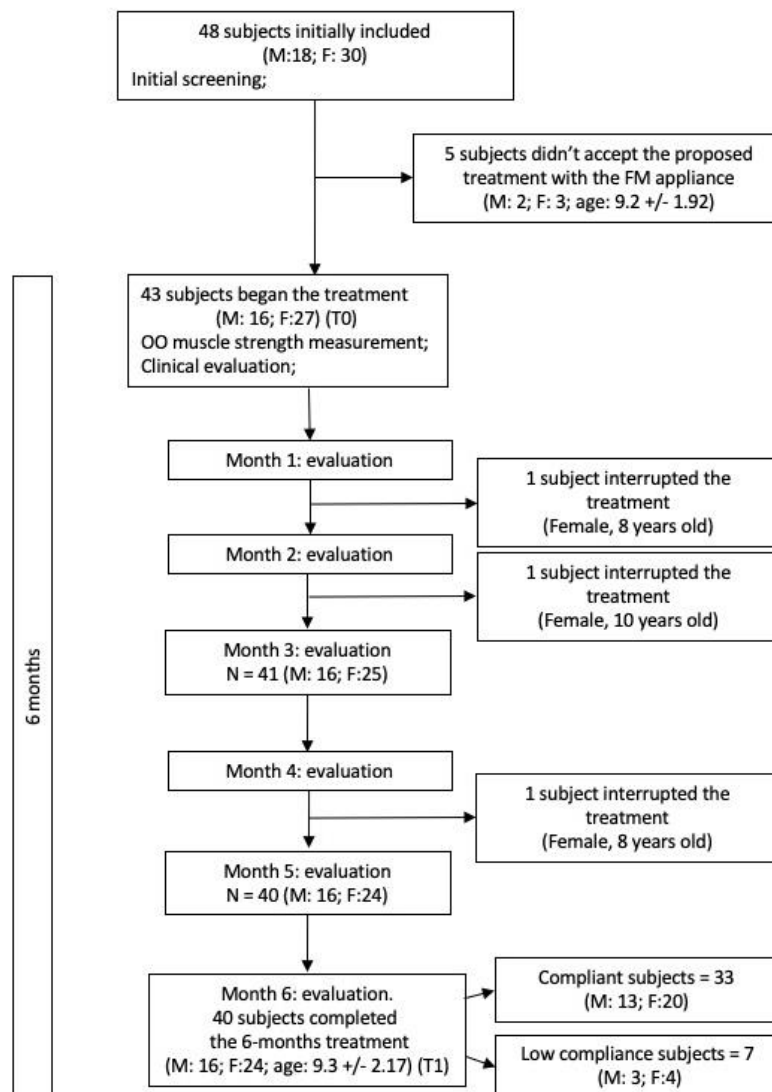 48 subjects initially included
(M:18; F: 30)
Initial screening;
5 subjects didn't accept the proposed
treatment with the FM appliance
(M: 2; F: 3; age: 9.2 +/- 1.92)
43 subjects began the treatment
(M: 16; F:27) (T0)
OO muscle strength measurement;
Clinical evaluation;
Month 1: evaluation
1 subject interrupted the
treatment
(Female, 8 years old)
Month 2: evaluation
1 subject interrupted the
treatment
(Female, 10 years old)
Month 3: evaluation
N = 41 (M: 16; F:25)
6 months
Month 4: evaluation
1 subject interrupted the
treatment
(Female, 8 years old)
Month 5: evaluation
N = 40 (M: 16; F:24)
Month 6: evaluation.
40 subjects completed
the 6-months treatment
(M: 16; F:24; age: 9.3 +/- 2.17) (T1)
Compliant subjects = 33
(M: 13; F:20)
Low compliance subjects = 7
(M: 3; F:4)